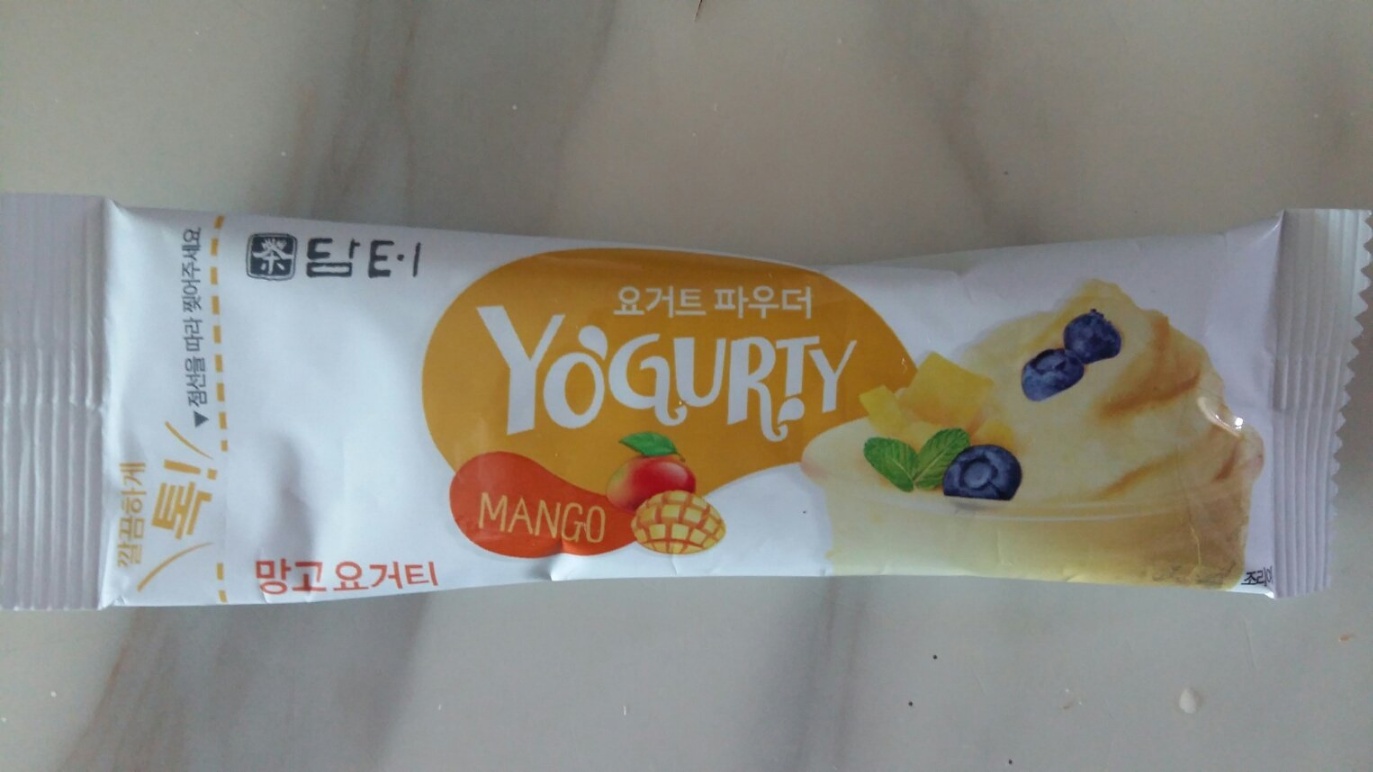 담터
요거트 파우더
YOGURTY
MANGO
망고요거티
▼점선을 따라 찢어주세요
깔끔하게
톡!